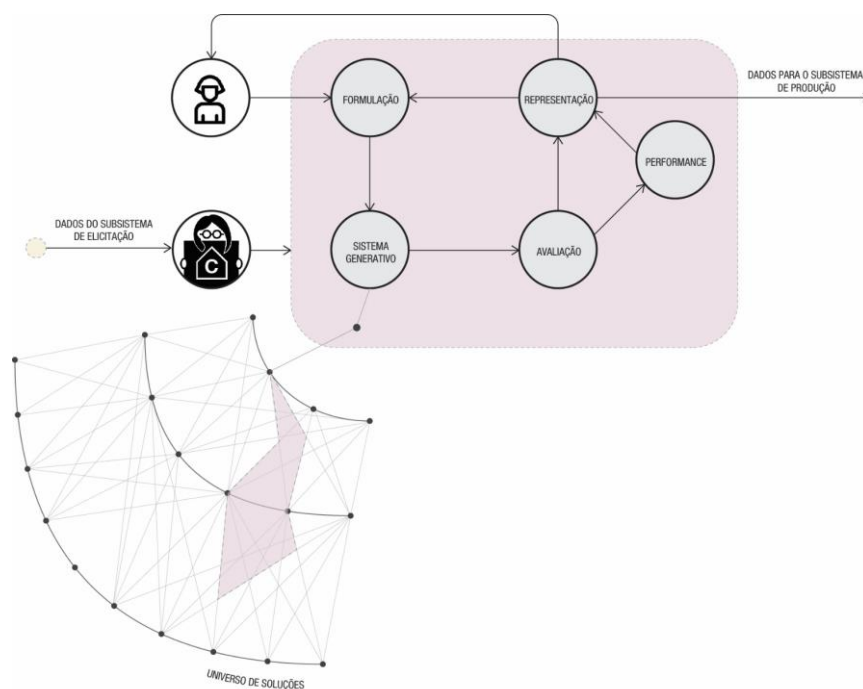 DADOS PARA O SUBSISTEMA
DE PRODUÇÃO
FORMULAÇÃO
REPRESENTAÇÃO
PERFORMANCE
DADOS DO SUBSISTEMA
DE ELICITAÇÃO
C
SISTEMA
GENERATIVO
AVALIAÇÃO
UNIVERSO DE SOLUÇÕES